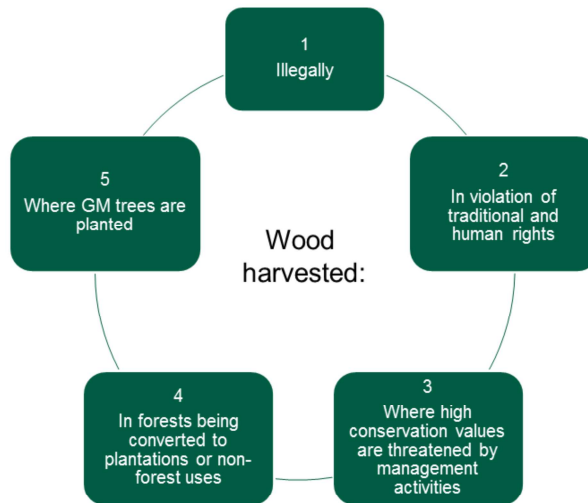 1
Illegally
2
In violation of
traditional and
human rights
3
Where high
conservation values
are threatened by
management
activities
4
In forests being
converted to
plantations or non-
forest uses
5
Where GM trees are
planted
Wood
harvested: